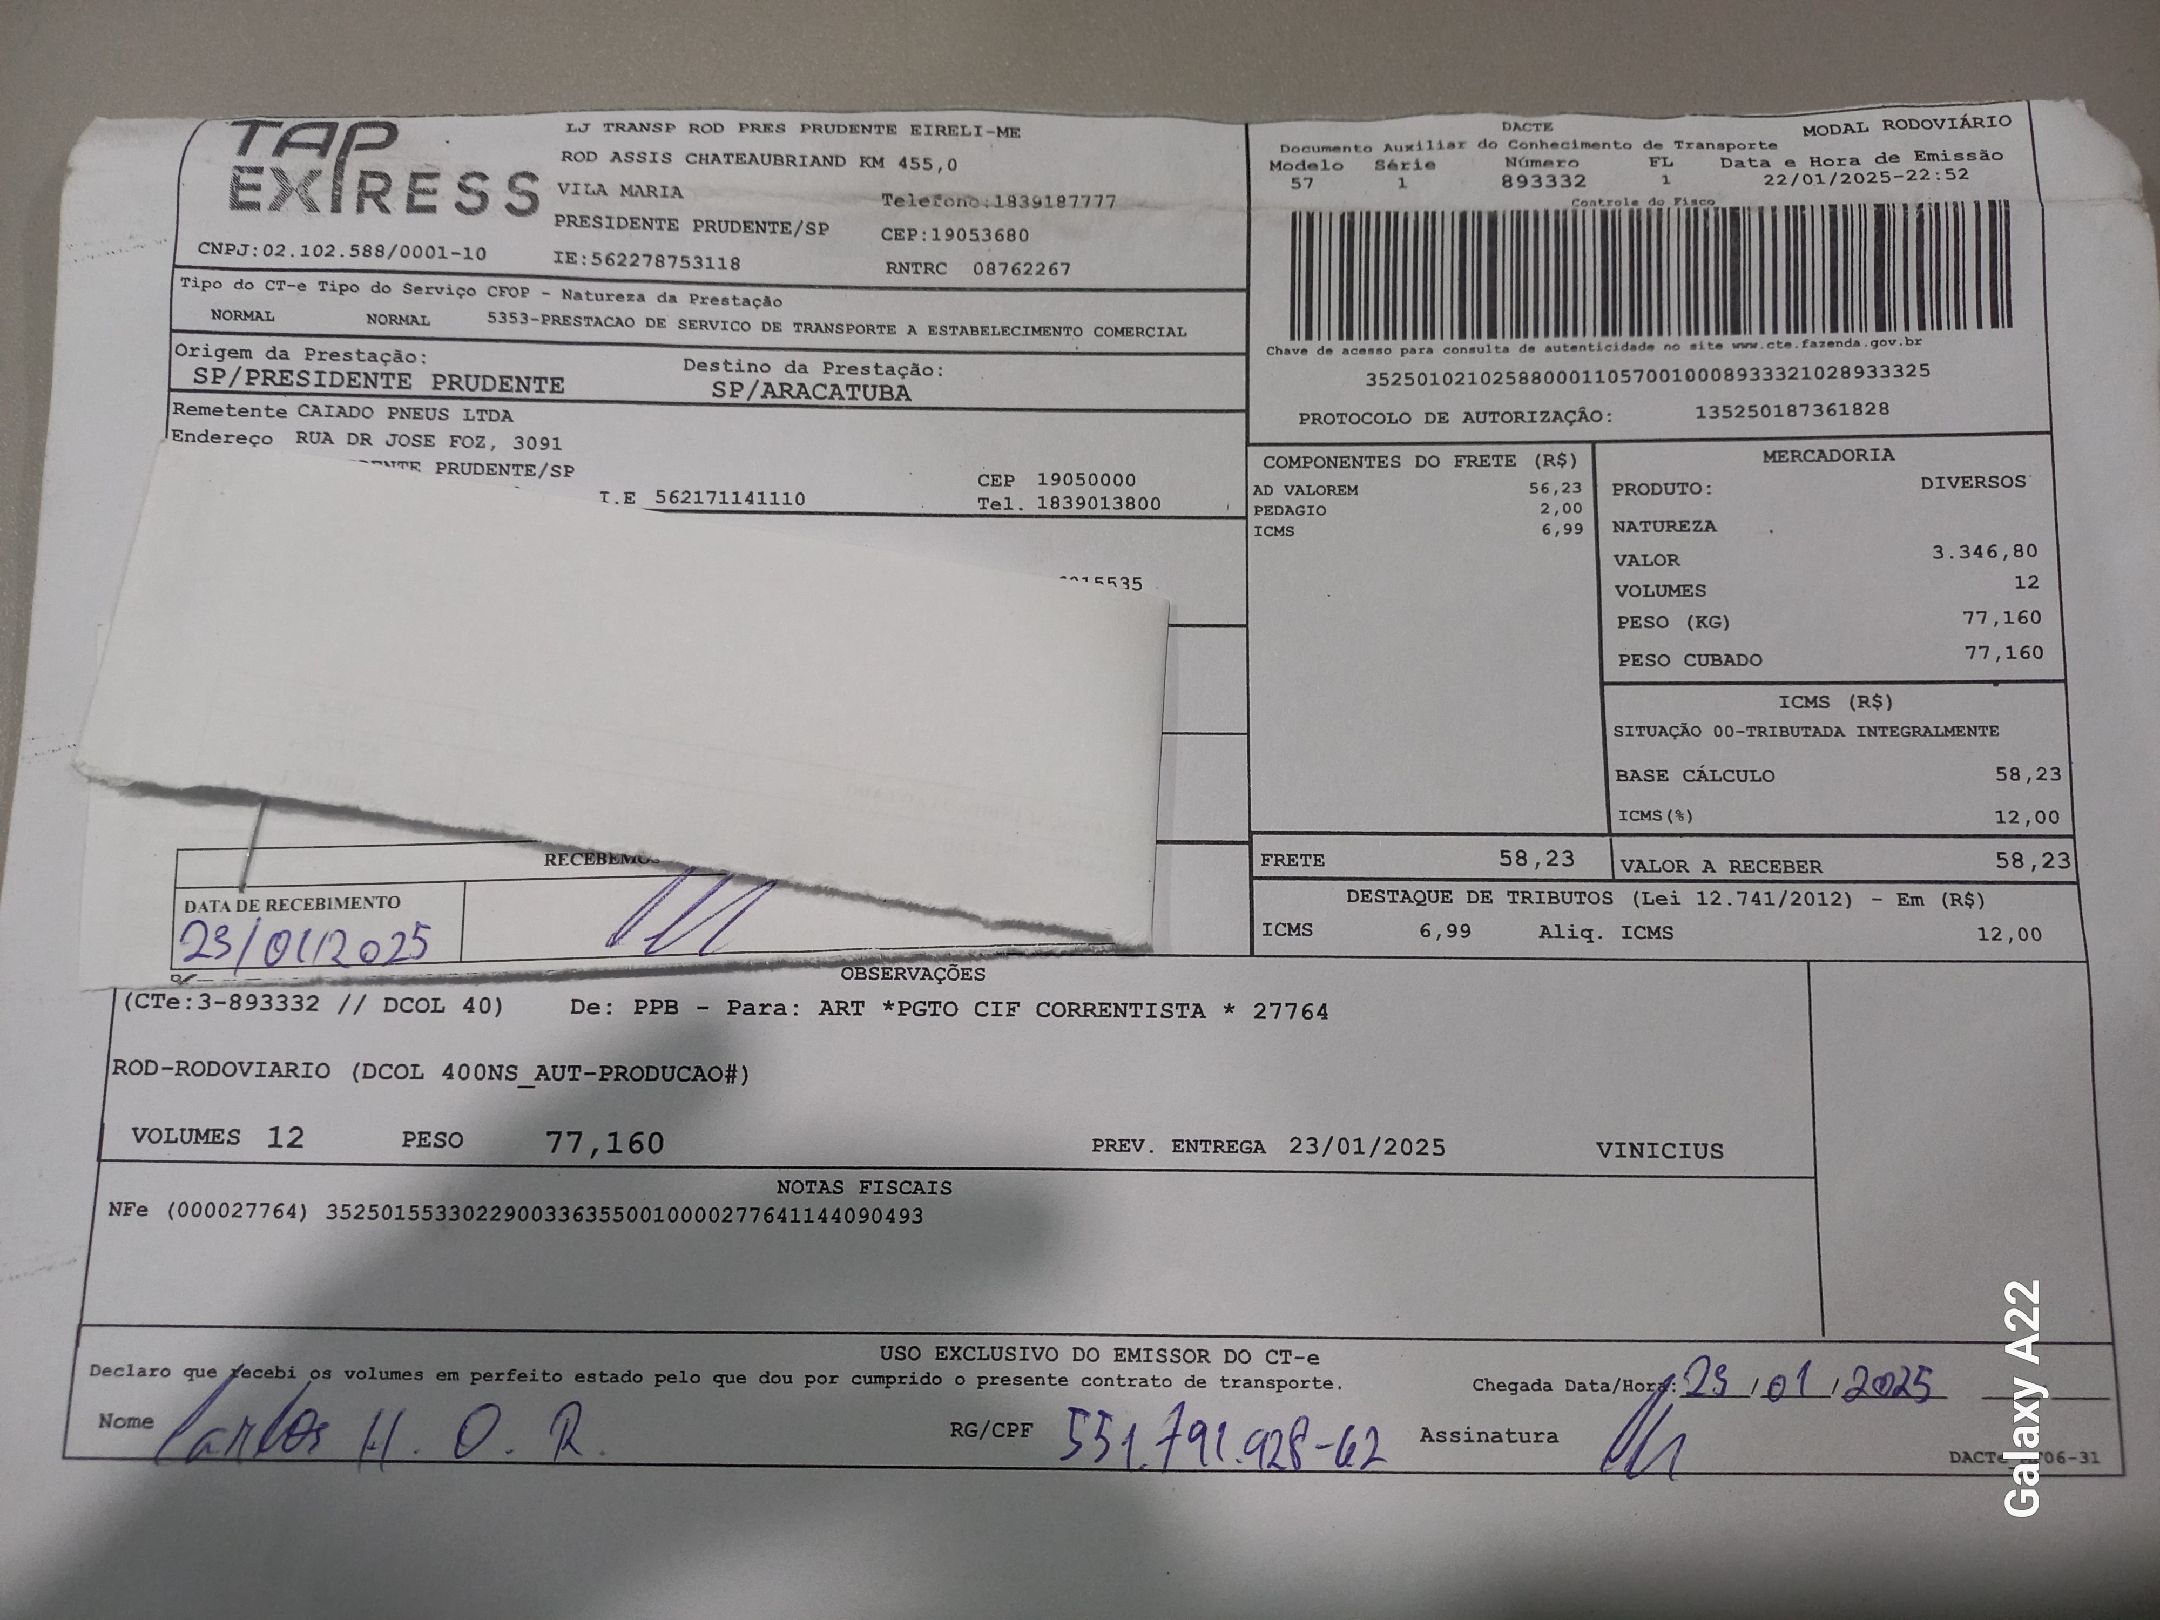 TAP EXPRESS
LJ TRANSP ROD PRES PRUDENTE EIRELI-ME
ROD ASSIS CHATEAUBRIAND KM 455,0
VILA MARIA
Telefono:1839187777
PRESIDENTE PRUDENTE/SP
CEP:19053680
CNPJ:02.102.588/0001-10
IE:562278753118
RNTRC 08762267
DACTE
MODAL RODOVIÁRIO
Documento Auxiliar do Conhecimento de Transporte
Modelo Série Número FL Data e Hora de Emissão
57 1 893332 1 22/01/2025-22:52
Controle do Fisco
Chave de acesso para consulta de autenticidade no site www.cte.fazenda.gov.br
35250102102588000110570010008933321028933325
PROTOCOLO DE AUTORIZAÇÂO: 135250187361828
Tipo do CT-e Tipo do Serviço CFOP - Natureza da Prestação
NORMAL NORMAL 5353-PRESTACAO DE SERVICO DE TRANSPORTE A ESTABELECIMENTO COMERCIAL
Origem da Prestação:
Destino da Prestação:
SP/PRESIDENTE PRUDENTE
SP/ARACATUBA
Remetente CAIADO PNEUS LTDA
Endereço RUA DR JOSE FOZ, 3091
PRUDENTE/SP
CEP 19050000
I.E 562171141110
Tel. 1839013800
COMPONENTES DO FRETE (R$)
AD VALOREM 56,23
PEDAGIO 2,00
ICMS 6,99
MERCADORIA
PRODUTO: DIVERSOS
NATUREZA
VALOR 3.346,80
VOLUMES 12
PESO (KG) 77,160
PESO CUBADO 77,160
ICMS (R$)
SITUAÇÃO 00-TRIBUTADA INTEGRALMENTE
BASE CÁLCULO 58,23
ICMS(%) 12,00
FRETE 58,23
VALOR A RECEBER 58,23
DESTAQUE DE TRIBUTOS (Lei 12.741/2012) - Em (R$)
ICMS 6,99 Aliq. ICMS 12,00
RECEBEMOS
DATA DE RECEBIMENTO
23/01/2025
OBSERVAÇÕES
(CTe:3-893332 // DCOL 40) De: PPB - Para: ART *PGTO CIF CORRENTISTA * 27764
ROD-RODOVIARIO (DCOL 400NS_AUT-PRODUCAO#)
VOLUMES 12 PESO 77,160 PREV. ENTREGA 23/01/2025 VINICIUS
NOTAS FISCAIS
NFe (000027764) 35250155330229003363550010000277641144090493
USO EXCLUSIVO DO EMISSOR DO CT-e
Declaro que recebi os volumes em perfeito estado pelo que dou por cumprido o presente contrato de transporte.
Chegada Data/Hora: 23/01/2025
Nome Carlos H. O. R.
RG/CPF 551.791.928-62
Assinatura
Galaxy A22